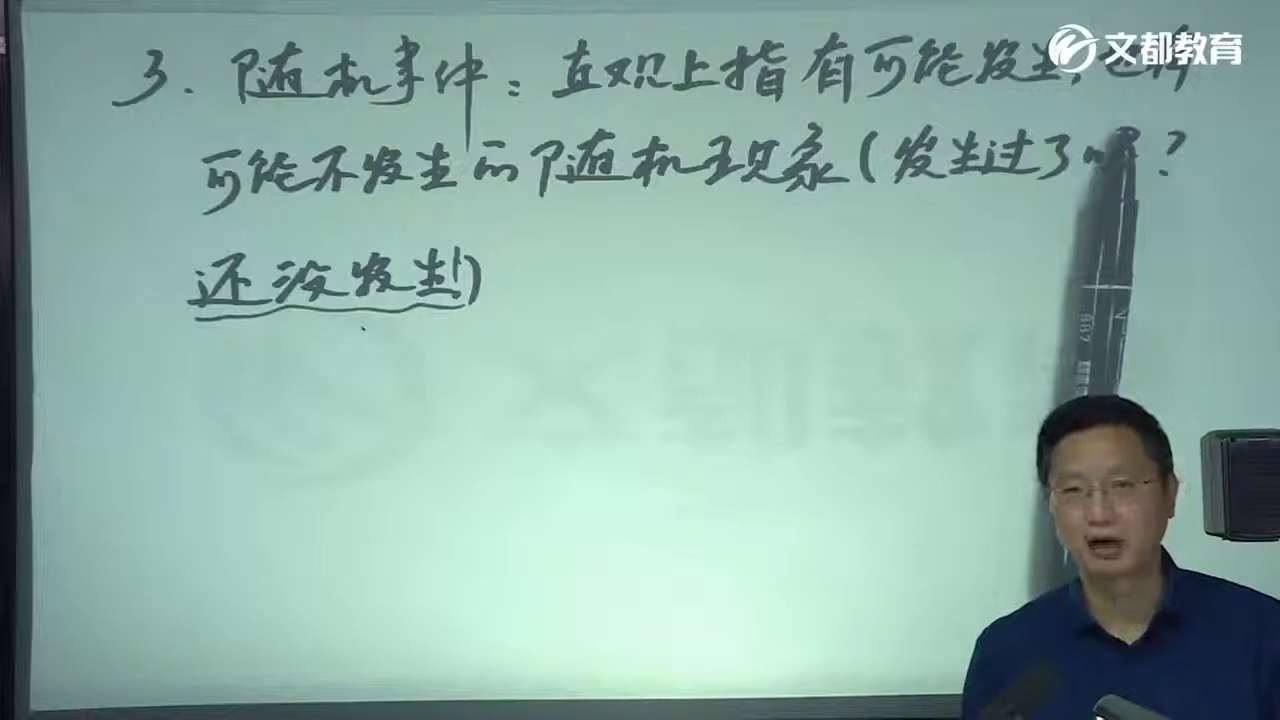 文都教育
3. 随机事件：直观上指有可能发生,也有
可能不发生的随机现象(发生过了吗?
还没发生!)